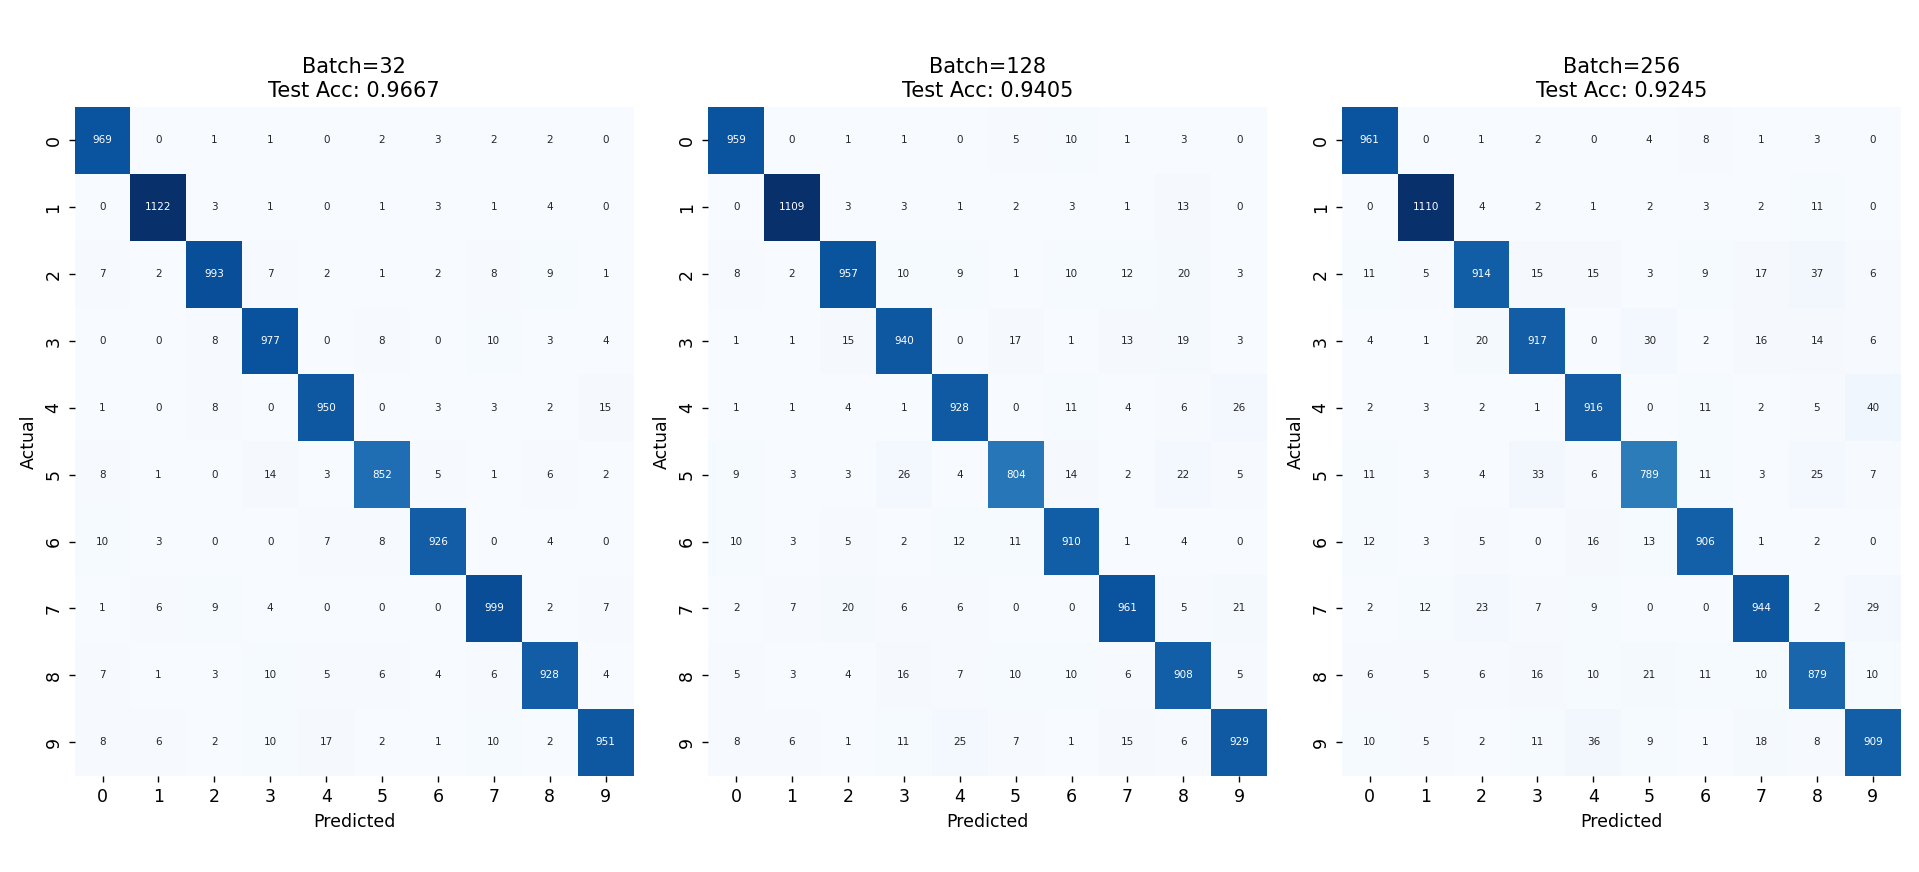 Batch=32
Test Acc: 0.9667
0 969 0 1 1 0 2 3 2 2 0
1 0 1122 3 1 0 1 3 1 4 0
2 7 2 993 7 2 1 2 8 9 1
3 0 0 8 977 0 8 0 10 3 4
4 1 0 8 0 950 0 3 3 2 15
5 8 1 0 14 3 852 5 1 6 2
6 10 3 0 0 7 8 926 0 4 0
7 1 6 9 4 0 0 0 999 2 7
8 7 1 3 10 5 6 4 6 928 4
9 8 6 2 10 17 2 1 10 2 951
0 1 2 3 4 5 6 7 8 9
Actual
Predicted
Batch=128
Test Acc: 0.9405
0 959 0 1 1 0 5 10 1 3 0
1 0 1109 3 3 1 2 3 1 13 0
2 8 2 957 10 9 1 10 12 20 3
3 1 1 15 940 0 17 1 13 19 3
4 1 1 4 1 928 0 11 4 6 26
5 9 3 3 26 4 804 14 2 22 5
6 10 3 5 2 12 11 910 1 4 0
7 2 7 20 6 6 0 0 961 5 21
8 5 3 4 16 7 10 10 6 908 5
9 8 6 1 11 25 7 1 15 6 929
0 1 2 3 4 5 6 7 8 9
Actual
Predicted
Batch=256
Test Acc: 0.9245
0 961 0 1 2 0 4 8 1 3 0
1 0 1110 4 2 1 2 3 2 11 0
2 11 5 914 15 15 3 9 17 37 6
3 4 1 20 917 0 30 2 16 14 6
4 2 3 2 1 916 0 11 2 5 40
5 11 3 4 33 6 789 11 3 25 7
6 12 3 5 0 16 13 906 1 2 0
7 2 12 23 7 9 0 0 944 2 29
8 6 5 6 16 10 21 11 10 879 10
9 10 5 2 11 36 9 1 18 8 909
0 1 2 3 4 5 6 7 8 9
Actual
Predicted